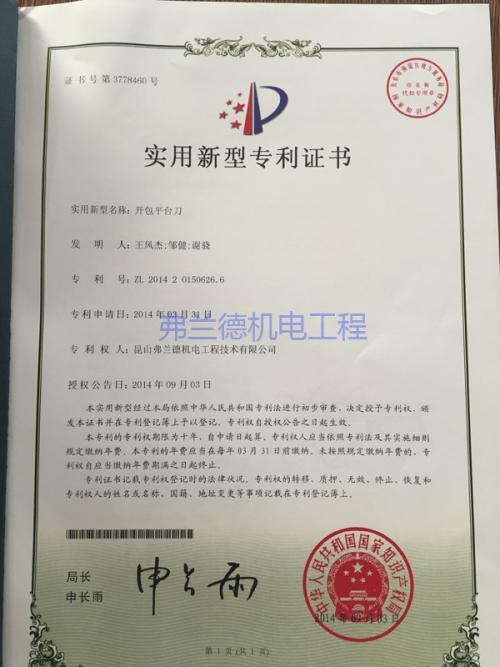 证书号第3778460号
实用新型专利证书
实用新型名称：开包平台刀
发明人：王风杰;邹健;谢骁
专利号：ZL 2014 2 0150626.6
专利申请日：2014年03月31日
弗兰德机电工程
专利权人：昆山弗兰德机电工程技术有限公司
授权公告日：2014年09月03日
本实用新型经过本局依照中华人民共和国专利法进行初步审查，决定授予专利权，颁
发本证书并在专利登记簿上予以登记。专利权自授权公告之日起生效。
本专利的专利权期限为十年，自申请日起算。专利权人应当依照专利法及其实施细则
规定缴纳年费。本专利的年费应当在每年03月31日前缴纳。未按照规定缴纳年费的，专
利权自应当缴纳年费期满之日起终止。
专利证书记载专利权登记时的法律状况。专利权的转移、质押、无效、终止、恢复和
专利权人的姓名或名称、国籍、地址变更等事项记载在专利登记簿上。
局长
申长雨
申长雨
中华人民共和国国家知识产权局
2014年09月03日
第1页（共1页）